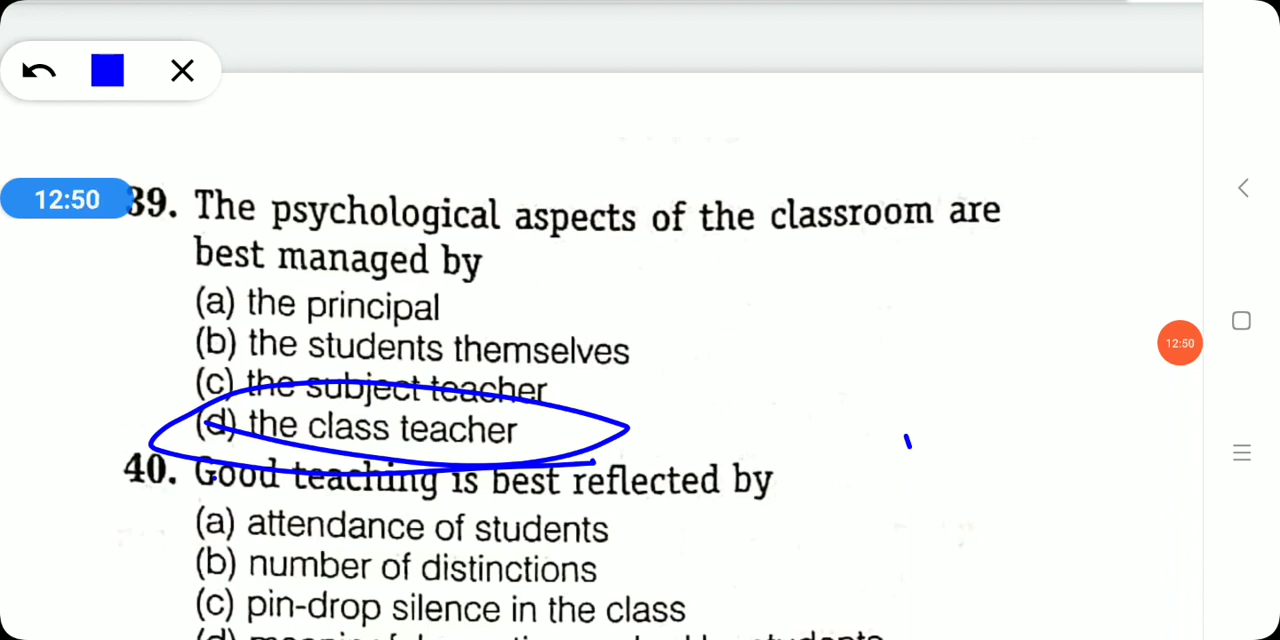 12:50
39. The psychological aspects of the classroom are
best managed by
(a) the principal
(b) the students themselves
(c) the subject teacher
12:50
(d) the class teacher
40. Good teaching is best reflected by
(a) attendance of students
(b) number of distinctions
(c) pin-drop silence in the class